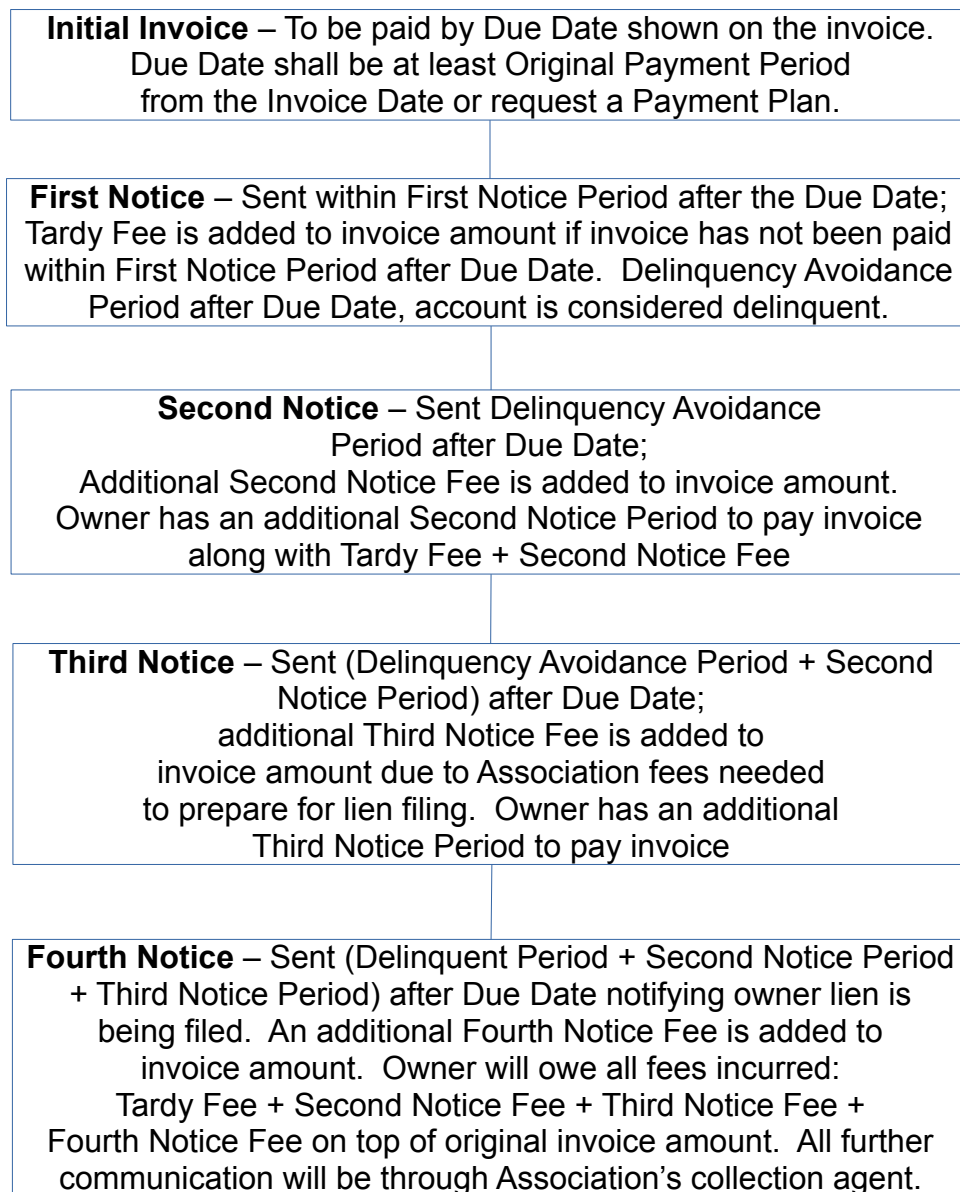 Initial Invoice – To be paid by Due Date shown on the invoice.
Due Date shall be at least Original Payment Period
from the Invoice Date or request a Payment Plan.
First Notice – Sent within First Notice Period after the Due Date;
Tardy Fee is added to invoice amount if invoice has not been paid
within First Notice Period after Due Date.  Delinquency Avoidance
Period after Due Date, account is considered delinquent.
Second Notice – Sent Delinquency Avoidance
Period after Due Date;
Additional Second Notice Fee is added to invoice amount.
Owner has an additional Second Notice Period to pay invoice
along with Tardy Fee + Second Notice Fee
Third Notice – Sent (Delinquency Avoidance Period + Second
Notice Period) after Due Date;
additional Third Notice Fee is added to
invoice amount due to Association fees needed
to prepare for lien filing.  Owner has an additional
Third Notice Period to pay invoice
Fourth Notice – Sent (Delinquent Period + Second Notice Period
+ Third Notice Period) after Due Date notifying owner lien is
being filed.  An additional Fourth Notice Fee is added to
invoice amount.  Owner will owe all fees incurred:
Tardy Fee + Second Notice Fee + Third Notice Fee +
Fourth Notice Fee on top of original invoice amount.  All further
communication will be through Association’s collection agent.